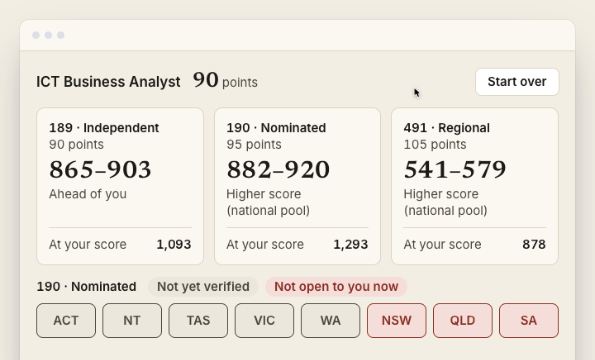 ICT Business Analyst 90 points
Start over
189 · Independent
90 points
865–903
Ahead of you
At your score 1,093
190 · Nominated
95 points
882–920
Higher score
(national pool)
At your score 1,293
491 · Regional
105 points
541–579
Higher score
(national pool)
At your score 878
190 · Nominated Not yet verified Not open to you now
ACT NT TAS VIC WA NSW QLD SA